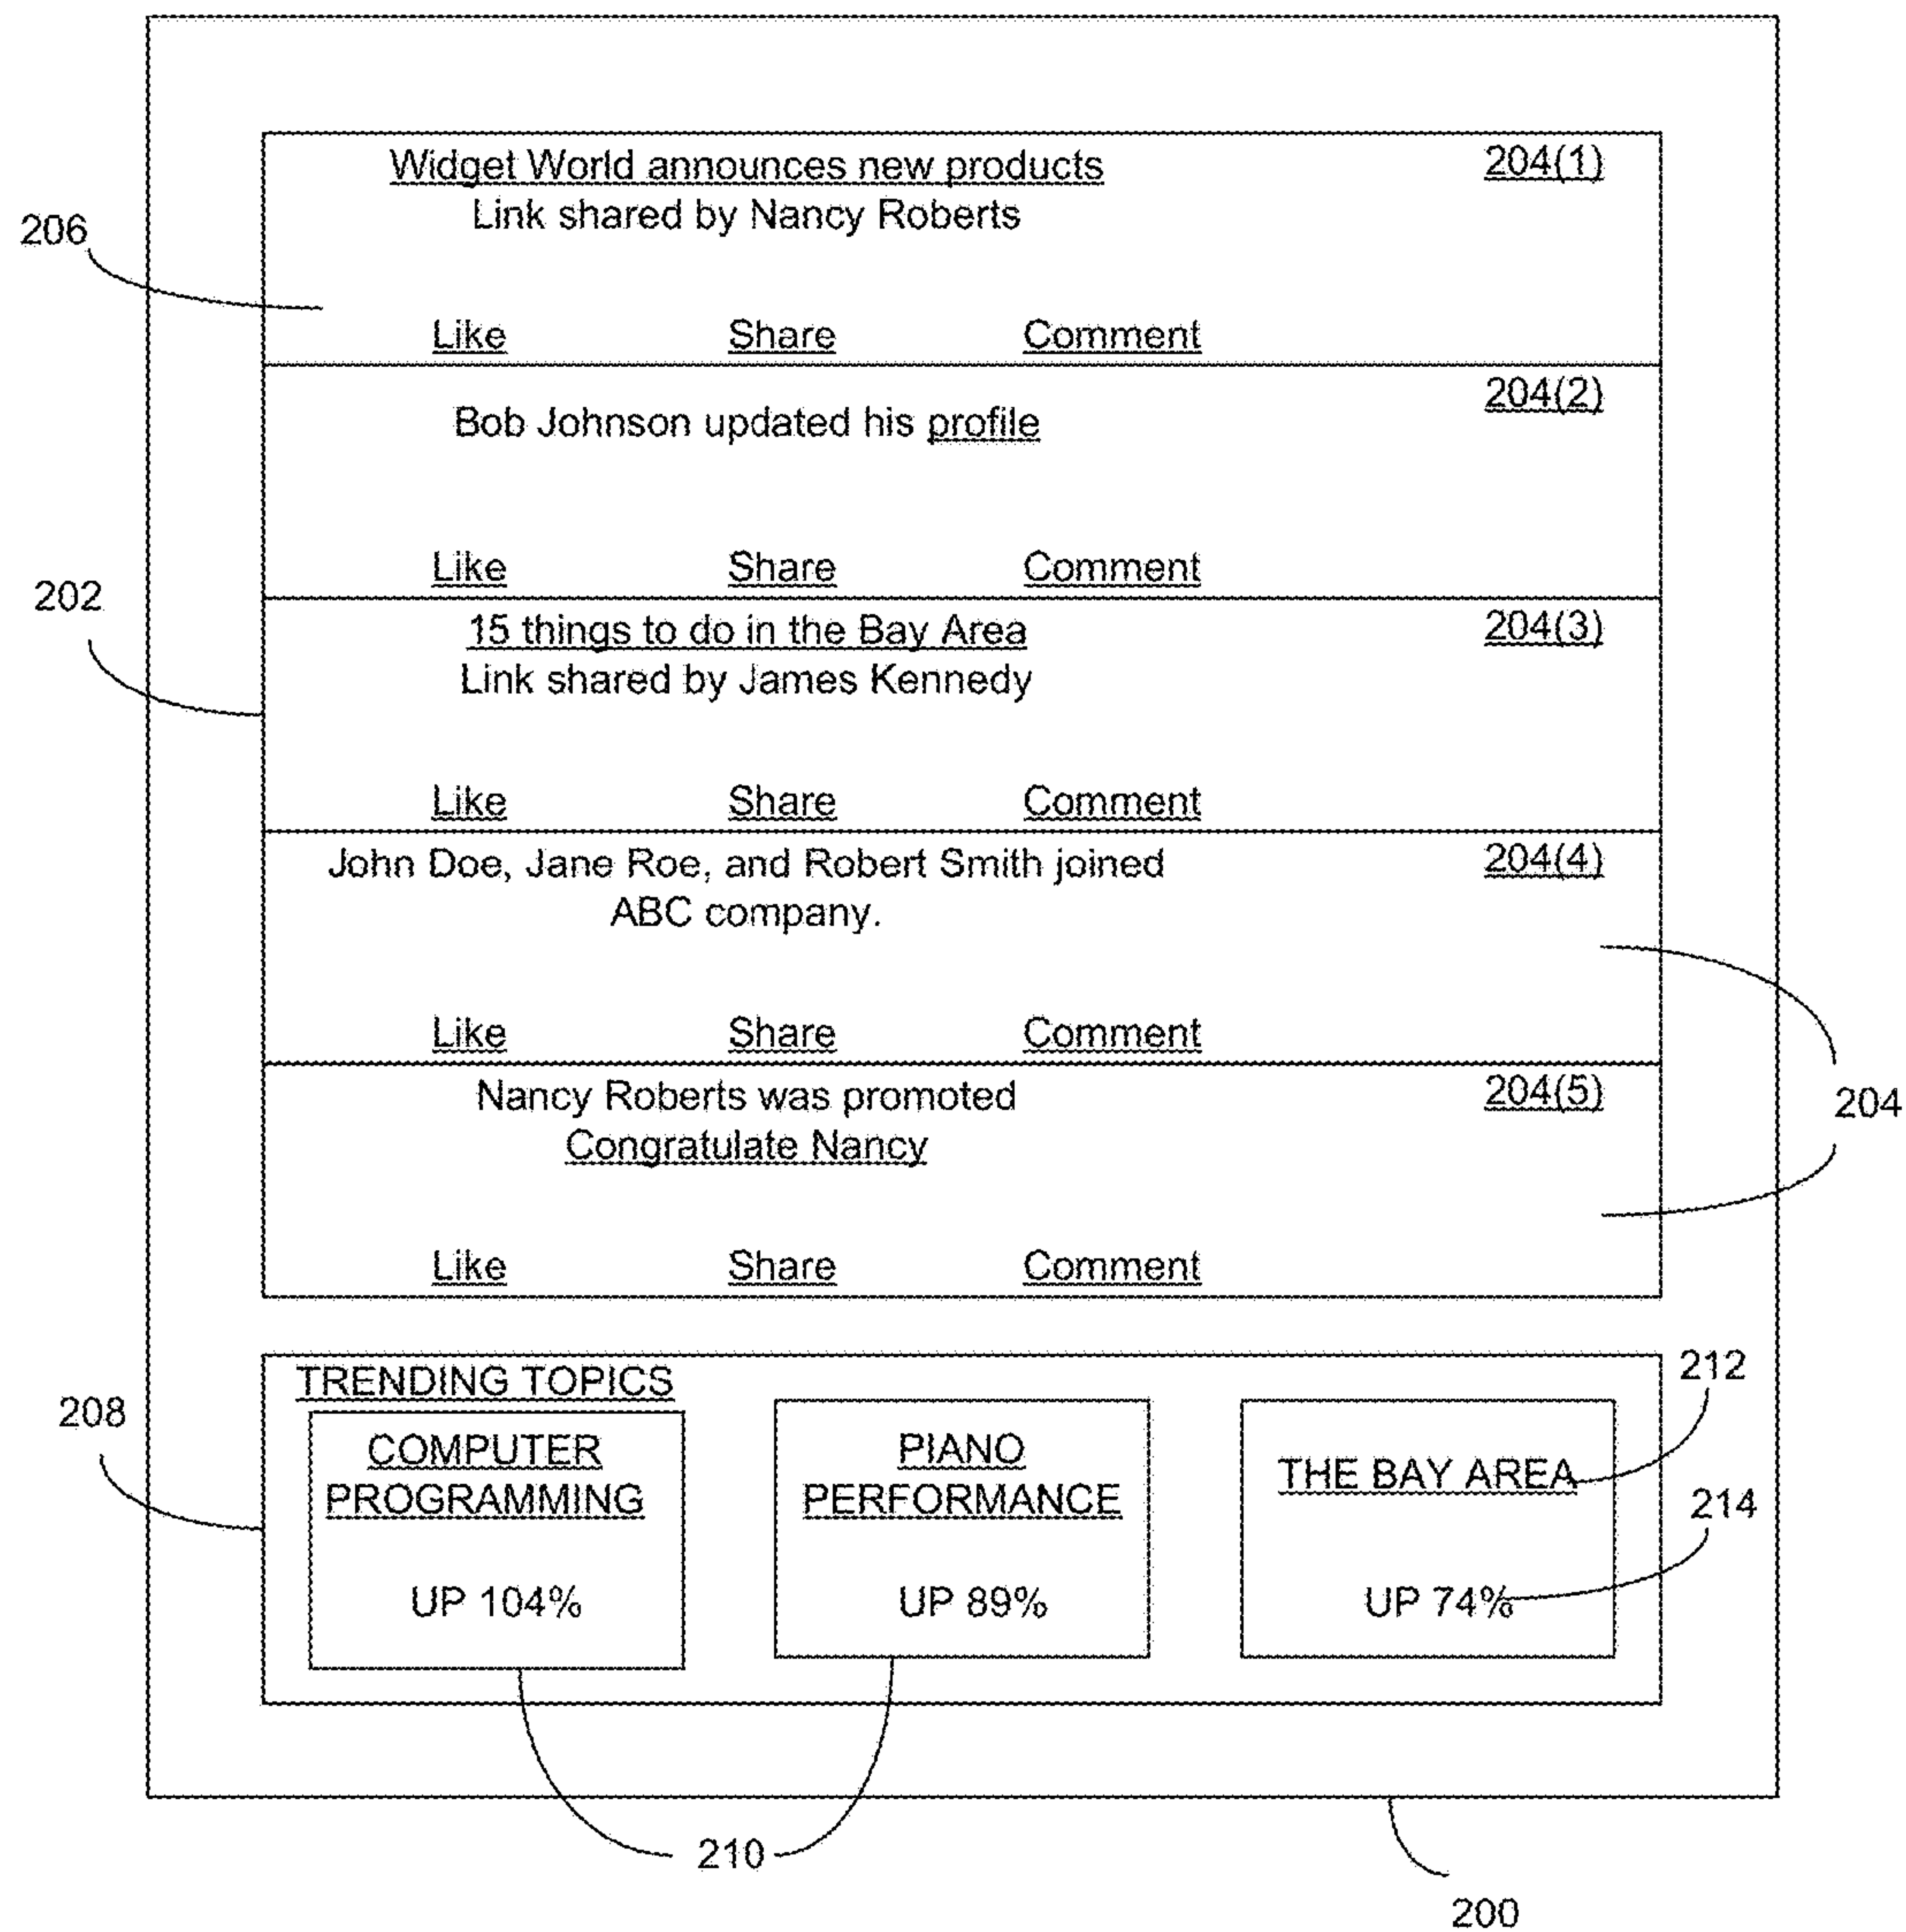 Widget World announces new products 204(1)
Link shared by Nancy Roberts
206
Like Share Comment
204(2)
Bob Johnson updated his profile
Like Share Comment
202
15 things to do in the Bay Area 204(3)
Link shared by James Kennedy
Like Share Comment
John Doe, Jane Roe, and Robert Smith joined 204(4)
ABC company.
Like Share Comment
Nancy Roberts was promoted 204(5)
204
Congratulate Nancy
Like Share Comment
TRENDING TOPICS
212
208
COMPUTER
PROGRAMMING
UP 104%
PIANO
PERFORMANCE
UP 89%
THE BAY AREA
214
UP 74%
210
200